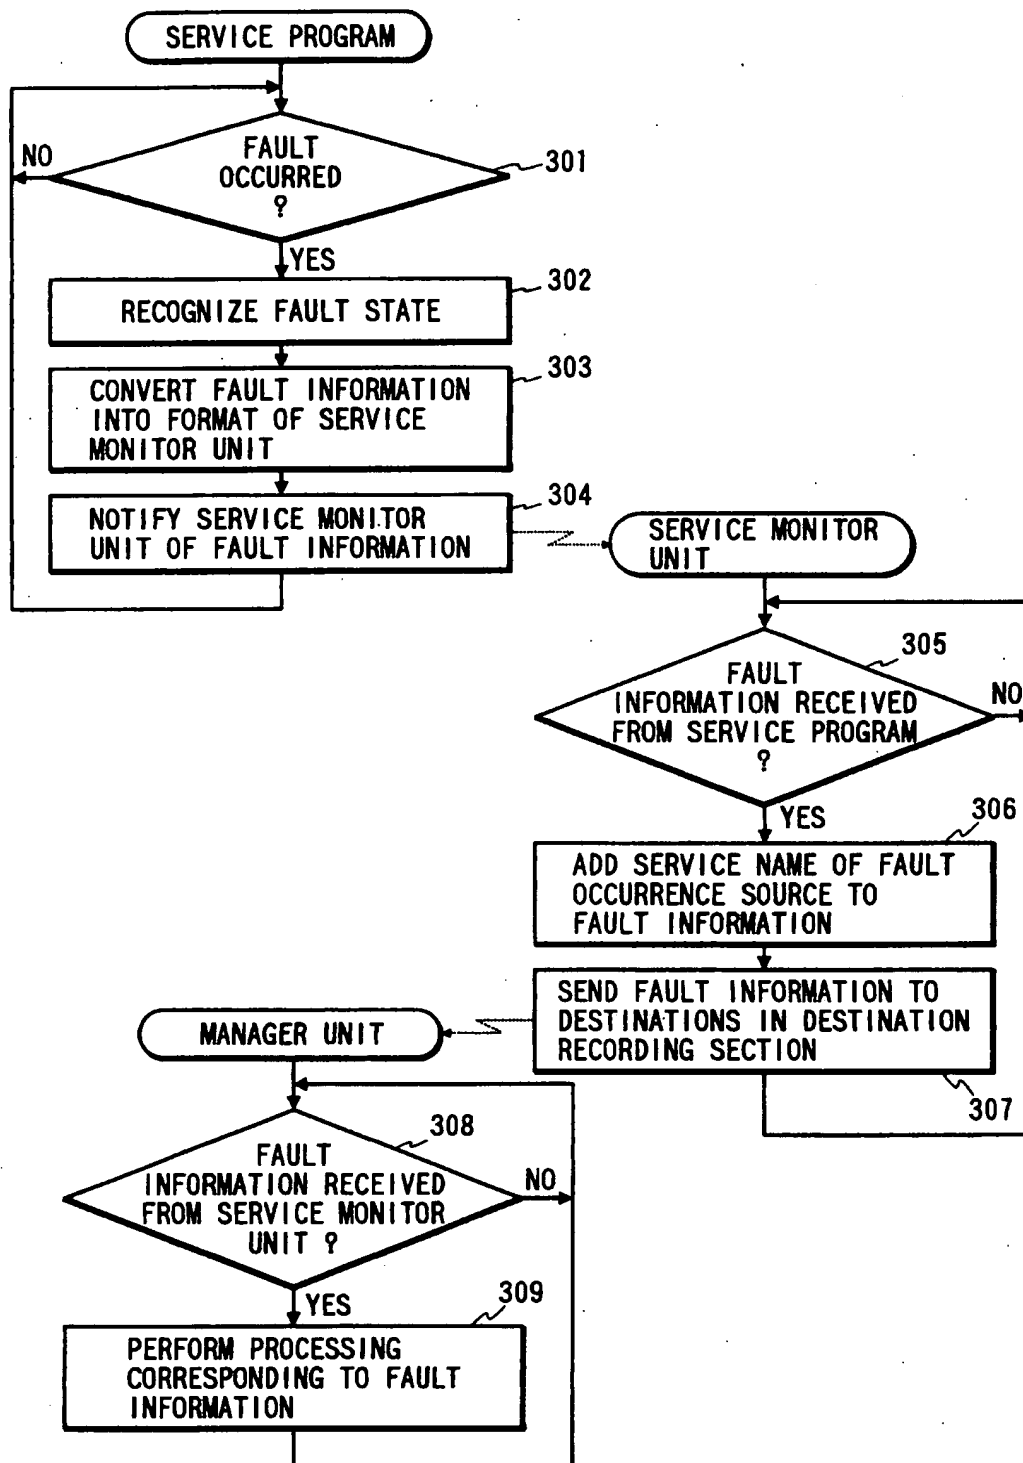 SERVICE PROGRAM
FAULT
OCCURRED
?
NO
301
YES
302
RECOGNIZE FAULT STATE
303
CONVERT FAULT INFORMATION
INTO FORMAT OF SERVICE
MONITOR UNIT
304
NOTIFY SERVICE MONITOR
UNIT OF FAULT INFORMATION
SERVICE MONITOR
UNIT
305
FAULT
INFORMATION RECEIVED
FROM SERVICE PROGRAM
?
NO
YES
306
ADD SERVICE NAME OF FAULT
OCCURRENCE SOURCE TO
FAULT INFORMATION
SEND FAULT INFORMATION TO
DESTINATIONS IN DESTINATION
RECORDING SECTION
307
MANAGER UNIT
308
FAULT
INFORMATION RECEIVED
FROM SERVICE MONITOR
UNIT ?
NO
YES
309
PERFORM PROCESSING
CORRESPONDING TO FAULT
INFORMATION